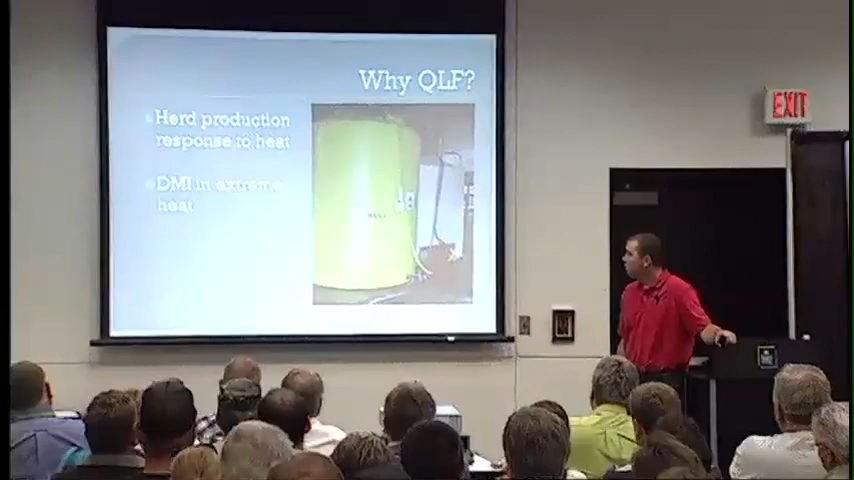 Why QLF?
Herd production
response to heat
DMI in extreme
heat
EXIT